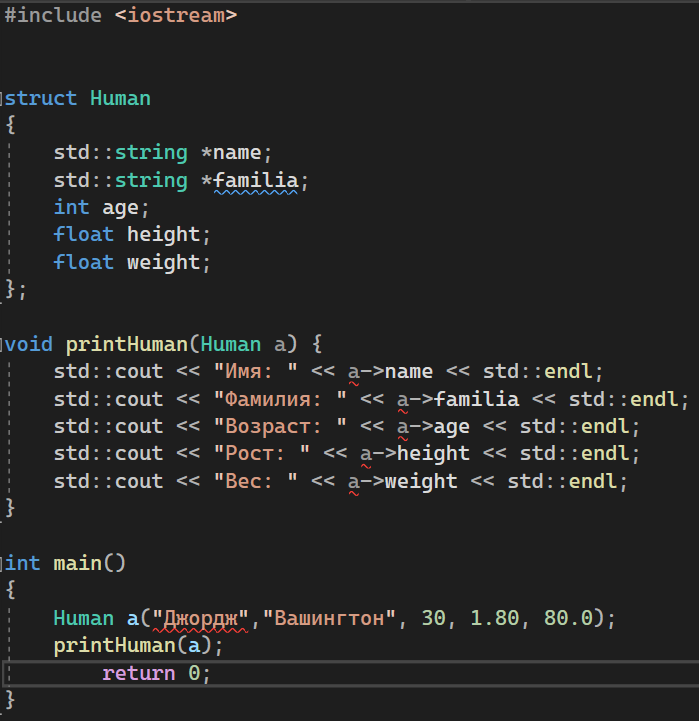 #include <iostream>
struct Human
{
    std::string *name;
    std::string *familia;
    int age;
    float height;
    float weight;
};
void printHuman(Human a) {
    std::cout << "Имя: " << a->name << std::endl;
    std::cout << "Фамилия: " << a->familia << std::endl;
    std::cout << "Возраст: " << a->age << std::endl;
    std::cout << "Рост: " << a->height << std::endl;
    std::cout << "Вес: " << a->weight << std::endl;
}
int main()
{
    Human a("Джордж","Вашингтон", 30, 1.80, 80.0);
    printHuman(a);
        return 0;
}